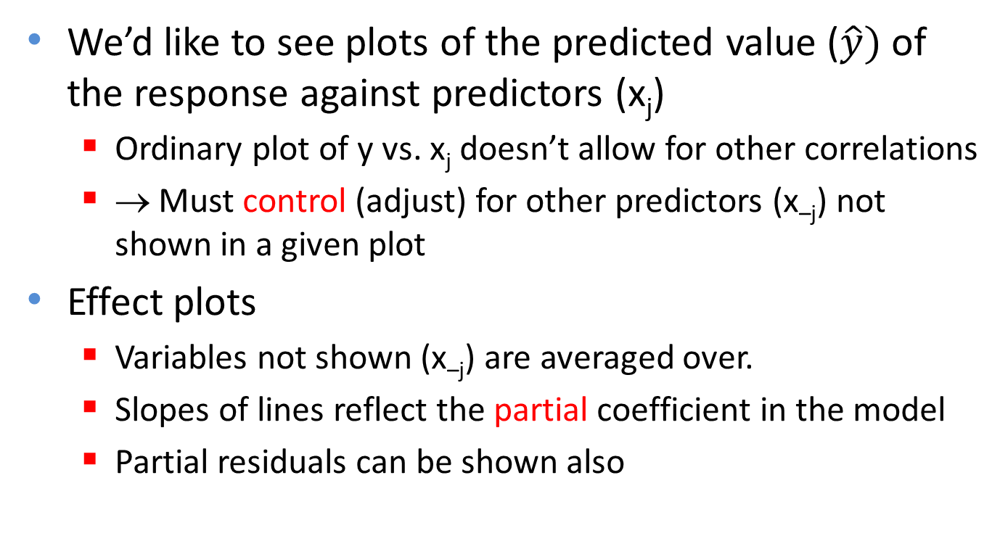 • We’d like to see plots of the predicted value (ŷ) of
the response against predictors (xⱼ)
▪ Ordinary plot of y vs. xⱼ doesn’t allow for other correlations
▪ → Must control (adjust) for other predictors (x₋ⱼ) not
shown in a given plot
• Effect plots
▪ Variables not shown (x₋ⱼ) are averaged over.
▪ Slopes of lines reflect the partial coefficient in the model
▪ Partial residuals can be shown also